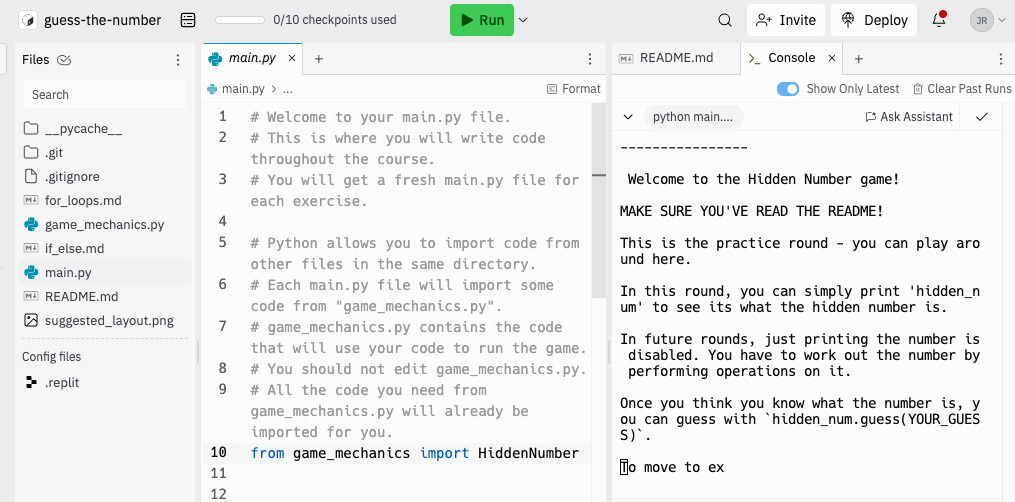 guess-the-number
0/10 checkpoints used
Run
Invite
Deploy
JR
Files
Search
__pycache__
.git
.gitignore
for_loops.md
game_mechanics.py
if_else.md
main.py
README.md
suggested_layout.png
Config files
.replit
main.py
main.py > ...
Format
1 # Welcome to your main.py file.
2 # This is where you will write code
throughout the course.
3 # You will get a fresh main.py file for
each exercise.
4
5 # Python allows you to import code from
other files in the same directory.
6 # Each main.py file will import some
code from "game_mechanics.py".
7 # game_mechanics.py contains the code
that will use your code to run the game.
8 # You should not edit game_mechanics.py.
9 # All the code you need from
game_mechanics.py will already be
imported for you.
10 from game_mechanics import HiddenNumber
11
12
README.md
Console
Show Only Latest
Clear Past Runs
python main....
Ask Assistant
----------------
Welcome to the Hidden Number game!
MAKE SURE YOU'VE READ THE README!
This is the practice round - you can play aro
und here.
In this round, you can simply print 'hidden_n
um' to see its what the hidden number is.
In future rounds, just printing the number is
disabled. You have to work out the number by
performing operations on it.
Once you think you know what the number is, y
ou can guess with `hidden_num.guess(YOUR_GUES
S)`.
To move to ex